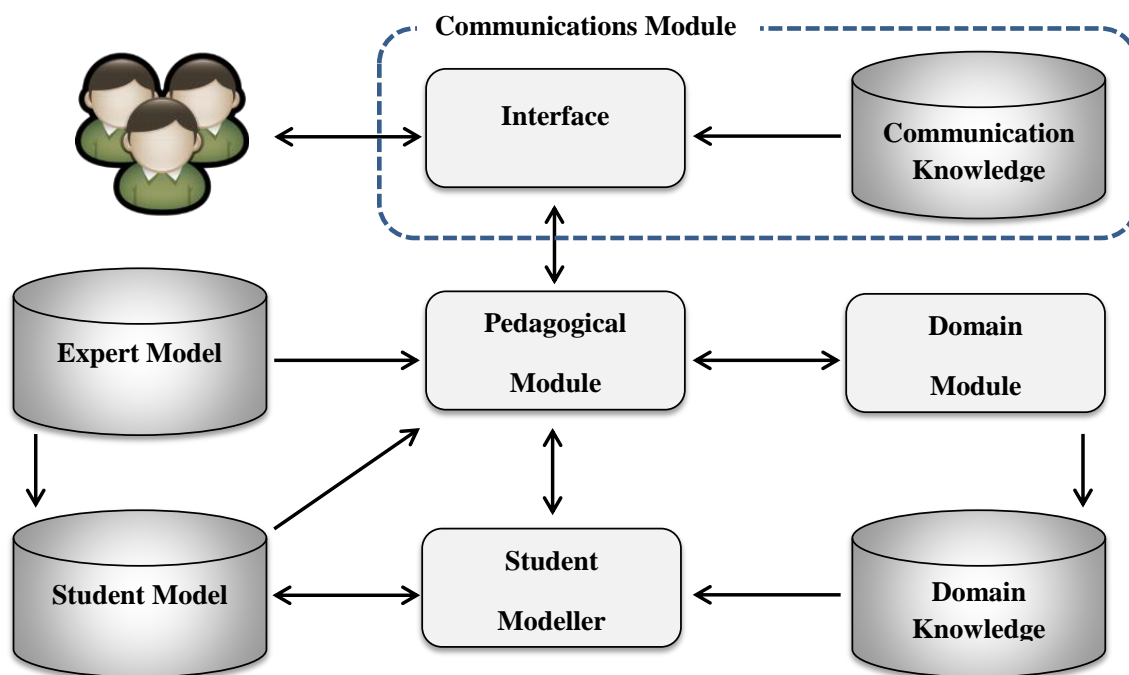 Communications Module
Interface
Communication
Knowledge
Pedagogical
Module
Domain
Module
Expert Model
Student Model
Student
Modeller
Domain
Knowledge